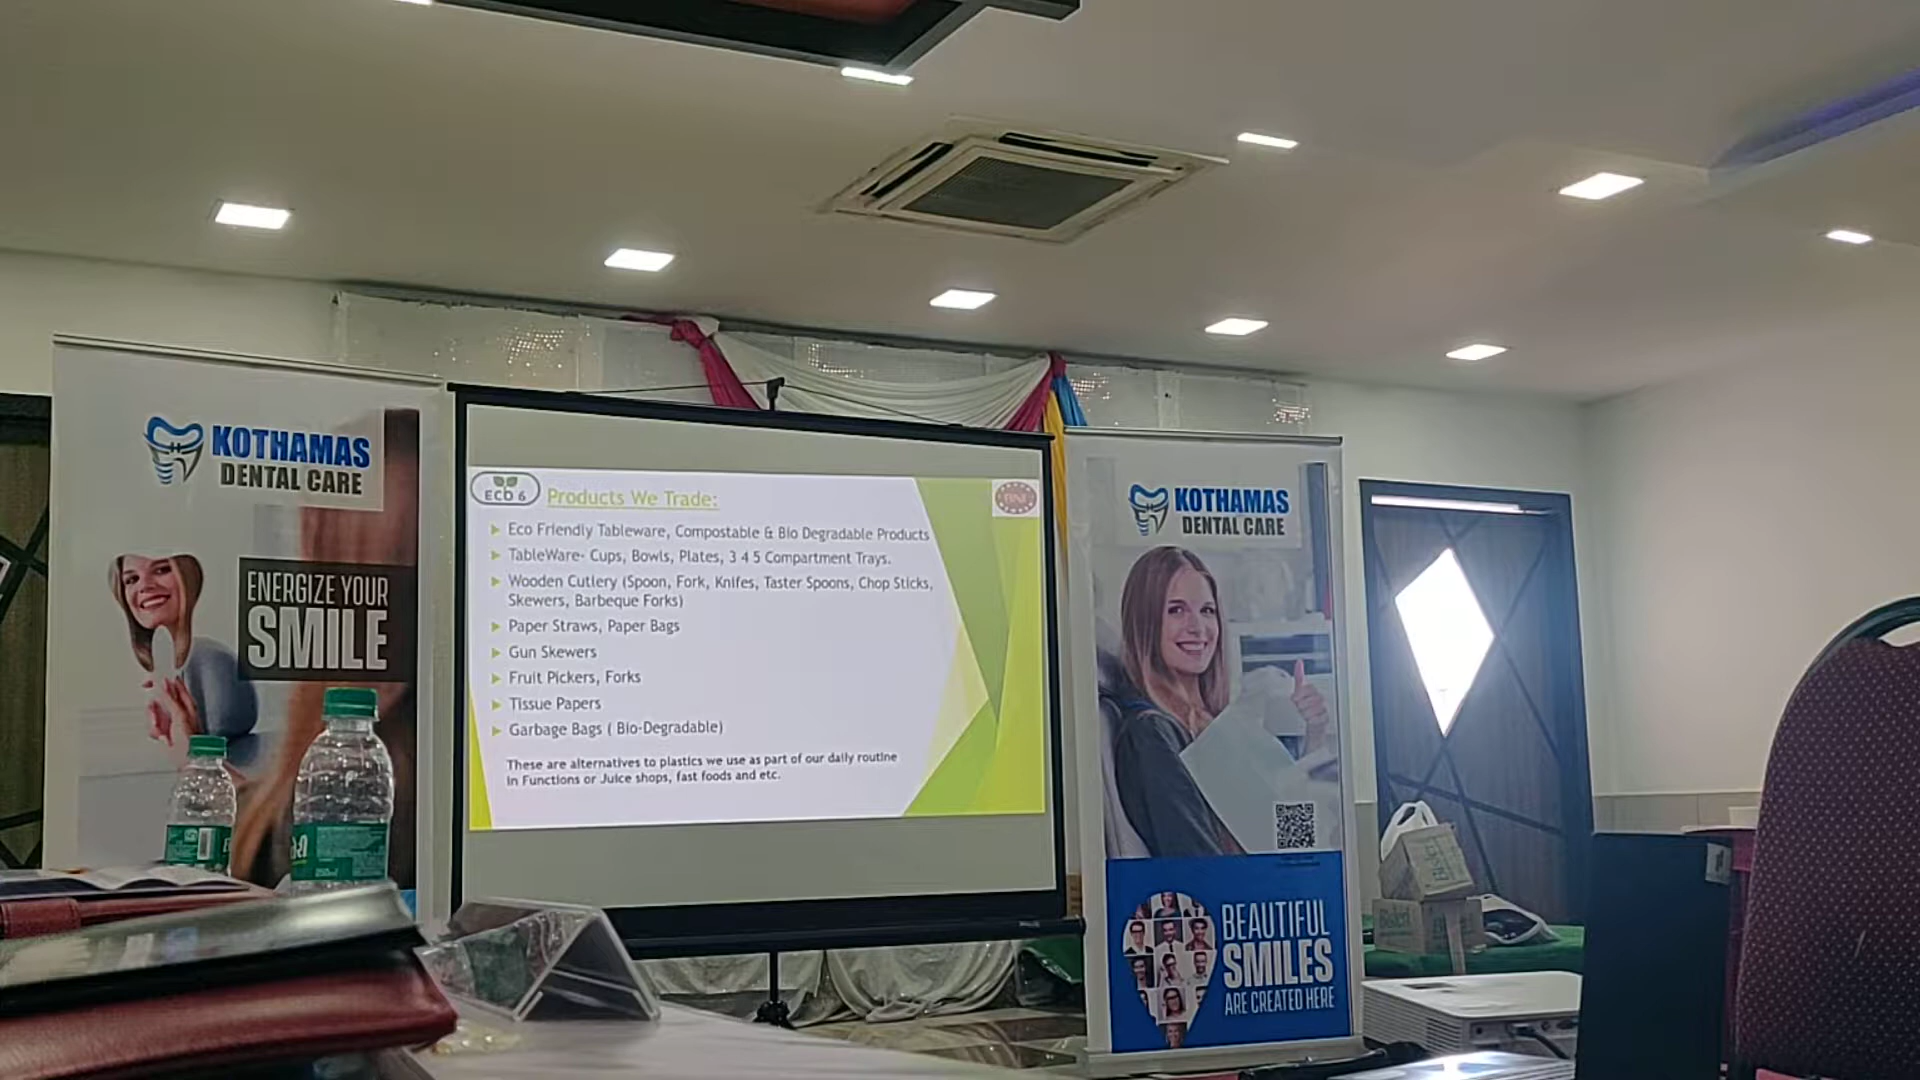 KOTHAMAS
DENTAL CARE
ENERGIZE YOUR
SMILE
Eco 6
Products We Trade:
Eco Friendly Tableware, Compostable & Bio Degradable Products
TableWare- Cups, Bowls, Plates, 3 4 5 Compartment Trays.
Wooden Cutlery (Spoon, Fork, Knifes, Taster Spoons, Chop Sticks,
Skewers, Barbeque Forks)
Paper Straws, Paper Bags
Gun Skewers
Fruit Pickers, Forks
Tissue Papers
Garbage Bags ( Bio-Degradable)
These are alternatives to plastics we use as part of our daily routine
in Functions or Juice shops, fast foods and etc.
KOTHAMAS
DENTAL CARE
BEAUTIFUL
SMILES
ARE CREATED HERE